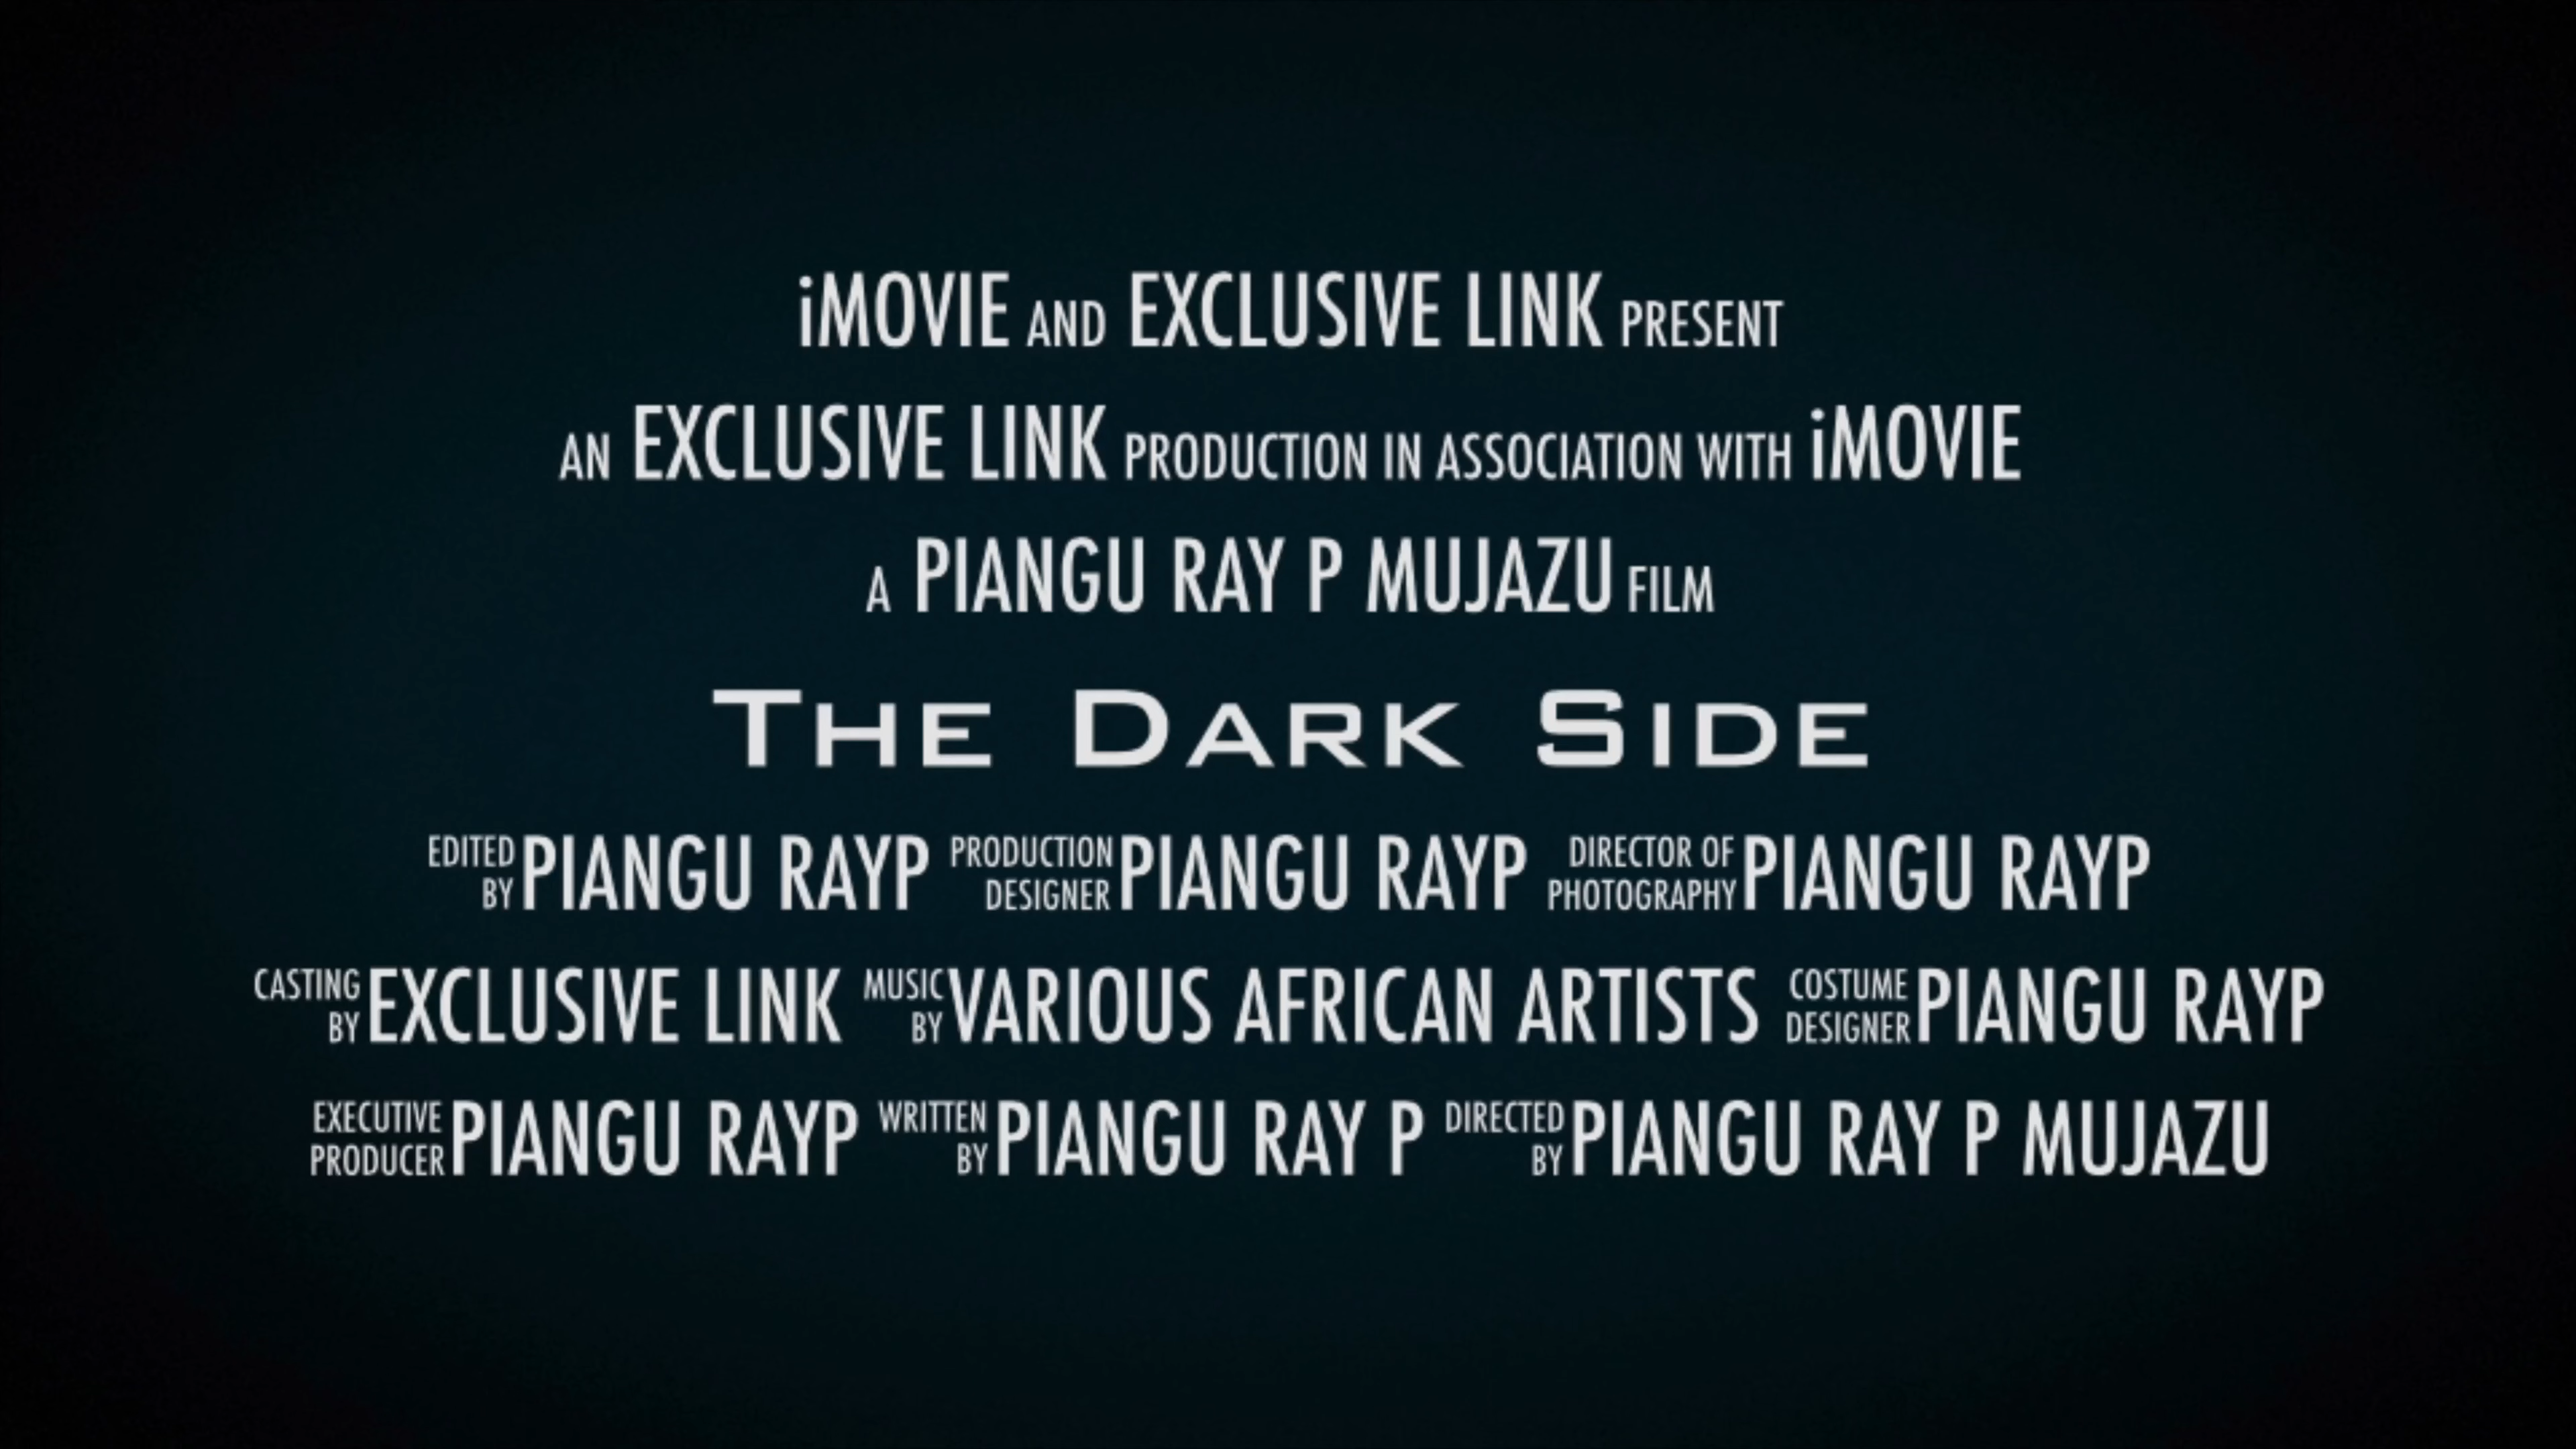 iMOVIE AND EXCLUSIVE LINK PRESENT
AN EXCLUSIVE LINK PRODUCTION IN ASSOCIATION WITH iMOVIE
A PIANGU RAY P MUJAZU FILM
THE DARK SIDE
EDITED BY PIANGU RAYP PRODUCTION DESIGNER PIANGU RAYP DIRECTOR OF PHOTOGRAPHY PIANGU RAYP
CASTING BY EXCLUSIVE LINK MUSIC BY VARIOUS AFRICAN ARTISTS COSTUME DESIGNER PIANGU RAYP
EXECUTIVE PRODUCER PIANGU RAYP WRITTEN BY PIANGU RAY P DIRECTED BY PIANGU RAY P MUJAZU